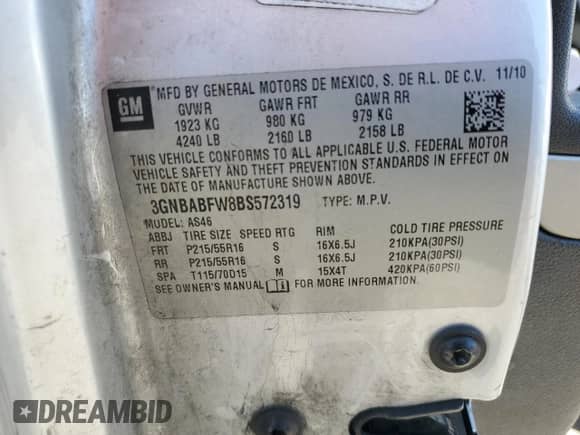 GM
MFD BY GENERAL MOTORS DE MEXICO, S. DE R.L. DE C.V. 11/10
GVWR GAWR FRT GAWR RR
1923 KG 980 KG 979 KG
4240 LB 2160 LB 2158 LB
THIS VEHICLE CONFORMS TO ALL APPLICABLE U.S. FEDERAL MOTOR
VEHICLE SAFETY AND THEFT PREVENTION STANDARDS IN EFFECT ON
THE DATE OF MANUFACTURE SHOWN ABOVE.
3GNBABFW8BS572319 TYPE: M.P.V.
MODEL: AS46
ABBJ TIRE SIZE SPEED RTG RIM COLD TIRE PRESSURE
FRT P215/55R16 S 16X6.5J 210KPA(30PSI)
RR P215/55R16 S 16X6.5J 210KPA(30PSI)
SPA T115/70D15 M 15X4T 420KPA(60PSI)
SEE OWNER'S MANUAL FOR MORE INFORMATION.
DREAMBID